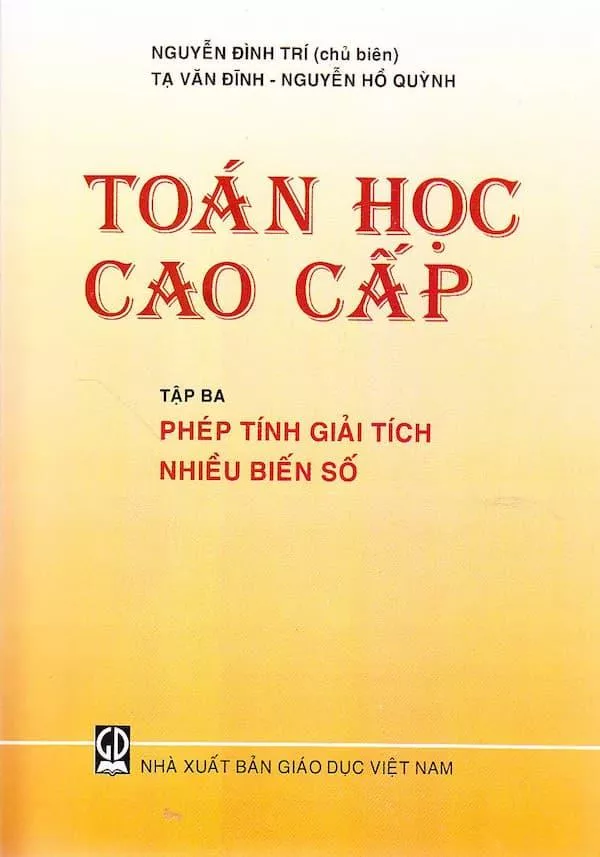 NGUYỄN ĐÌNH TRÍ (chủ biên)
TẠ VĂN ĐĨNH - NGUYỄN HỒ QUỲNH
TOÁN HỌC
CAO CẤP
TẬP BA
PHÉP TÍNH GIẢI TÍCH
NHIỀU BIẾN SỐ
GD
NHÀ XUẤT BẢN GIÁO DỤC VIỆT NAM